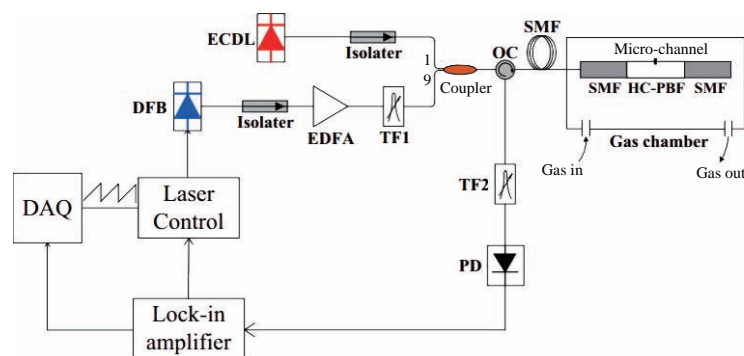 ECDL
Isolater
SMF
OC
Micro-channel
1
9
Coupler
SMF HC-PBF SMF
DFB
Isolater
EDFA
TF1
Gas chamber
Gas in
Gas out
TF2
DAQ
Laser
Control
PD
Lock-in
amplifier